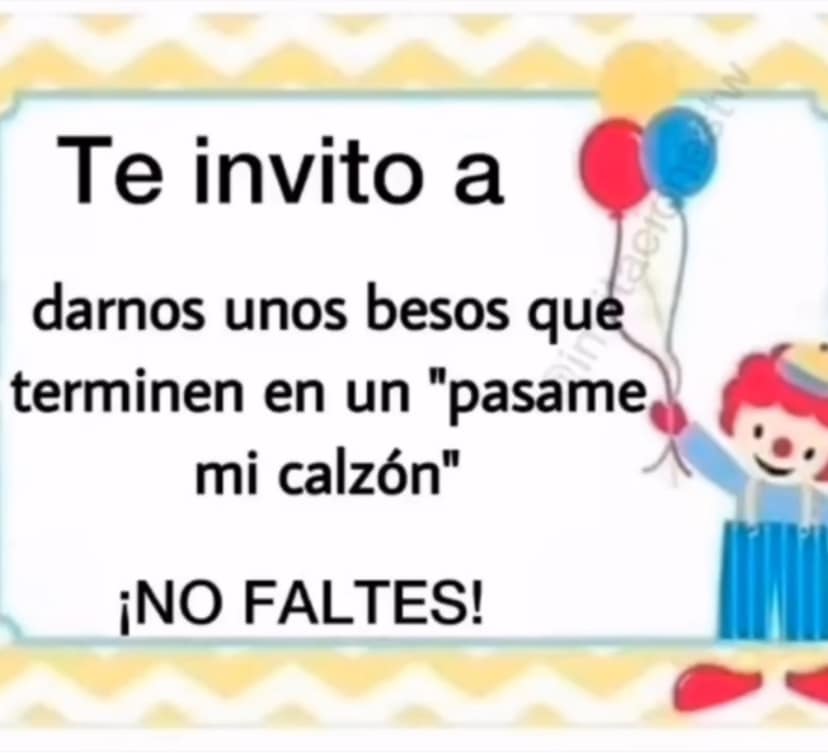 Te invito a
darnos unos besos que
terminen en un "pasame
mi calzón"
¡NO FALTES!